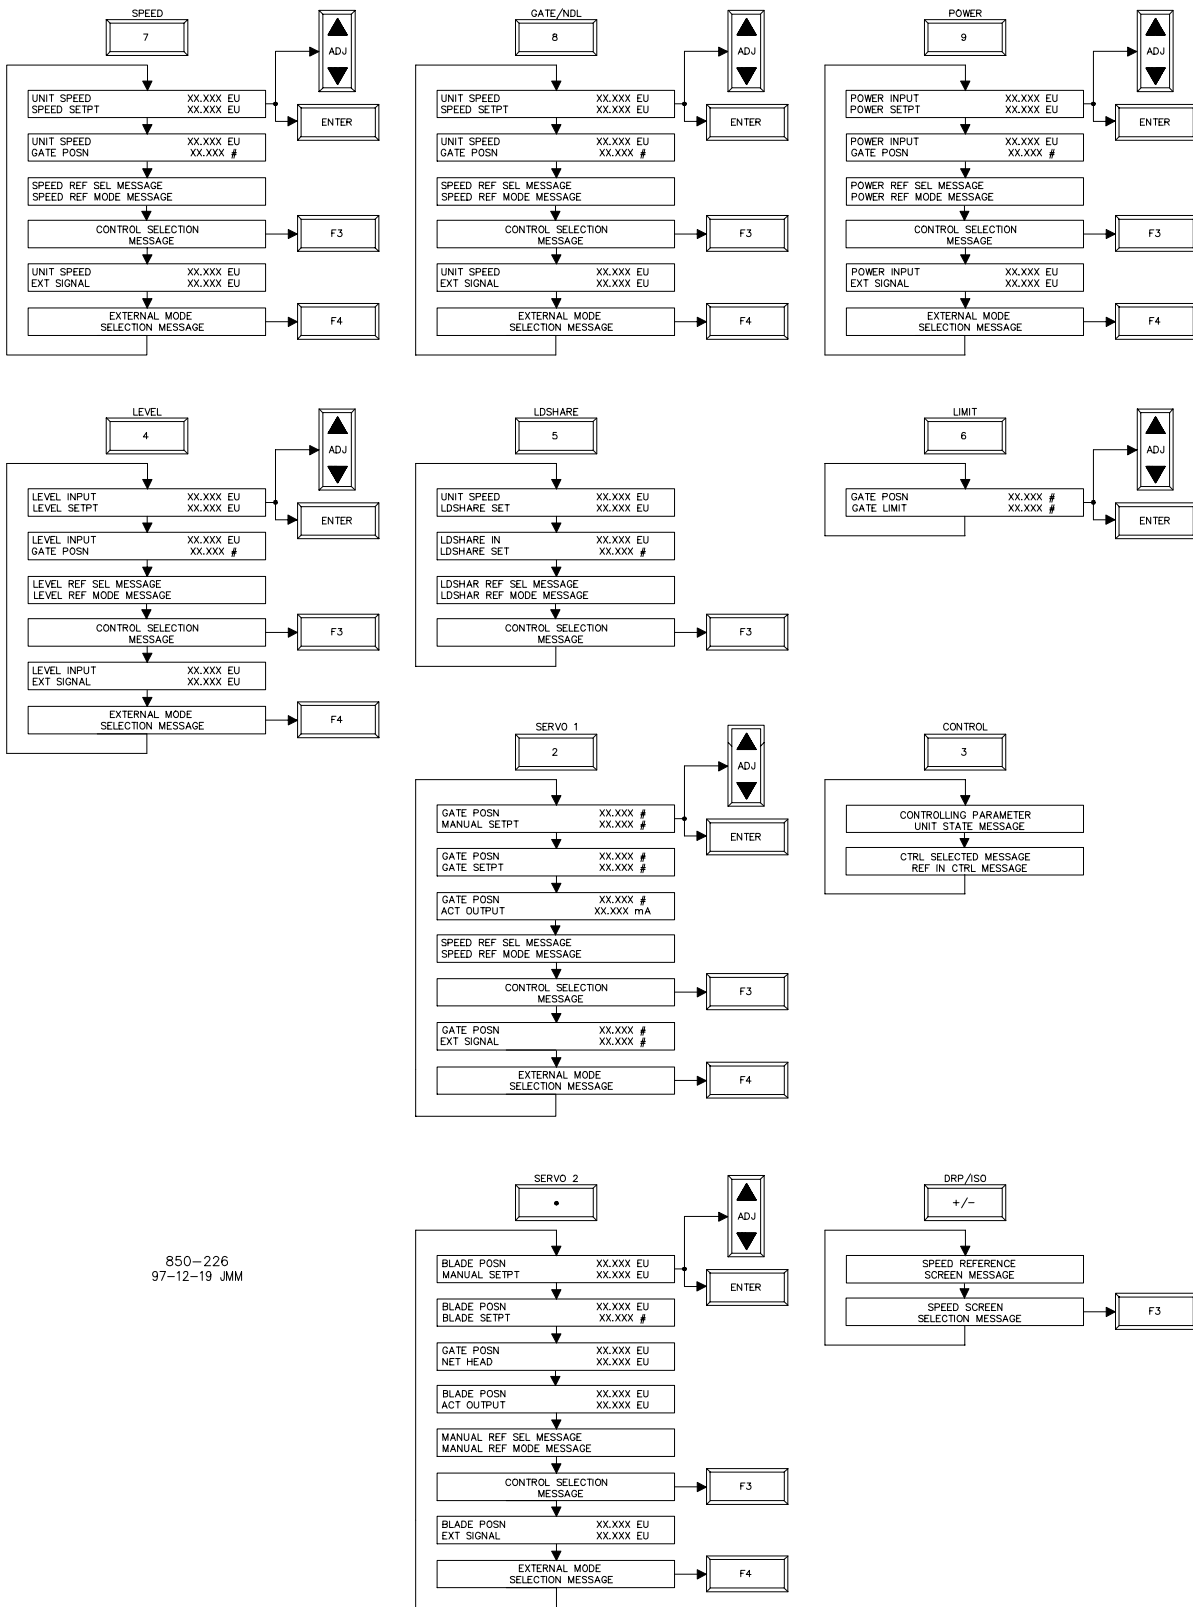 SPEED
7
ADJ
UNIT SPEED XX.XXX EU
SPEED SETPT XX.XXX EU
ENTER
UNIT SPEED XX.XXX EU
GATE POSN XX.XXX #
SPEED REF SEL MESSAGE
SPEED REF MODE MESSAGE
CONTROL SELECTION
MESSAGE
F3
UNIT SPEED XX.XXX EU
EXT SIGNAL XX.XXX EU
EXTERNAL MODE
SELECTION MESSAGE
F4
GATE/NDL
8
ADJ
UNIT SPEED XX.XXX EU
SPEED SETPT XX.XXX EU
ENTER
UNIT SPEED XX.XXX EU
GATE POSN XX.XXX #
SPEED REF SEL MESSAGE
SPEED REF MODE MESSAGE
CONTROL SELECTION
MESSAGE
F3
UNIT SPEED XX.XXX EU
EXT SIGNAL XX.XXX EU
EXTERNAL MODE
SELECTION MESSAGE
F4
POWER
9
ADJ
POWER INPUT XX.XXX EU
POWER SETPT XX.XXX EU
ENTER
POWER INPUT XX.XXX EU
GATE POSN XX.XXX #
POWER REF SEL MESSAGE
POWER REF MODE MESSAGE
CONTROL SELECTION
MESSAGE
F3
POWER INPUT XX.XXX EU
EXT SIGNAL XX.XXX EU
EXTERNAL MODE
SELECTION MESSAGE
F4
LEVEL
4
ADJ
LEVEL INPUT XX.XXX EU
LEVEL SETPT XX.XXX EU
ENTER
LEVEL INPUT XX.XXX EU
GATE POSN XX.XXX #
LEVEL REF SEL MESSAGE
LEVEL REF MODE MESSAGE
CONTROL SELECTION
MESSAGE
F3
LEVEL INPUT XX.XXX EU
EXT SIGNAL XX.XXX EU
EXTERNAL MODE
SELECTION MESSAGE
F4
LDSHARE
5
UNIT SPEED XX.XXX EU
LDSHARE SET XX.XXX EU
LDSHARE IN XX.XXX EU
LDSHARE SET XX.XXX #
LDSHAR REF SEL MESSAGE
LDSHAR REF MODE MESSAGE
CONTROL SELECTION
MESSAGE
F3
LIMIT
6
ADJ
GATE POSN XX.XXX #
GATE LIMIT XX.XXX #
ENTER
SERVO 1
2
ADJ
GATE POSN XX.XXX #
MANUAL SETPT XX.XXX #
ENTER
GATE POSN XX.XXX #
GATE SETPT XX.XXX #
GATE POSN XX.XXX #
ACT OUTPUT XX.XXX mA
SPEED REF SEL MESSAGE
SPEED REF MODE MESSAGE
CONTROL SELECTION
MESSAGE
F3
GATE POSN XX.XXX #
EXT SIGNAL XX.XXX #
EXTERNAL MODE
SELECTION MESSAGE
F4
CONTROL
3
CONTROLLING PARAMETER
UNIT STATE MESSAGE
CTRL SELECTED MESSAGE
REF IN CTRL MESSAGE
SERVO 2
•
ADJ
BLADE POSN XX.XXX EU
MANUAL SETPT XX.XXX EU
ENTER
BLADE POSN XX.XXX EU
BLADE SETPT XX.XXX #
GATE POSN XX.XXX EU
NET HEAD XX.XXX EU
BLADE POSN XX.XXX EU
ACT OUTPUT XX.XXX EU
MANUAL REF SEL MESSAGE
MANUAL REF MODE MESSAGE
CONTROL SELECTION
MESSAGE
F3
BLADE POSN XX.XXX EU
EXT SIGNAL XX.XXX EU
EXTERNAL MODE
SELECTION MESSAGE
F4
DRP/ISO
+/-
SPEED REFERENCE
SCREEN MESSAGE
SPEED SCREEN
SELECTION MESSAGE
F3
850-226
97-12-19 JMM